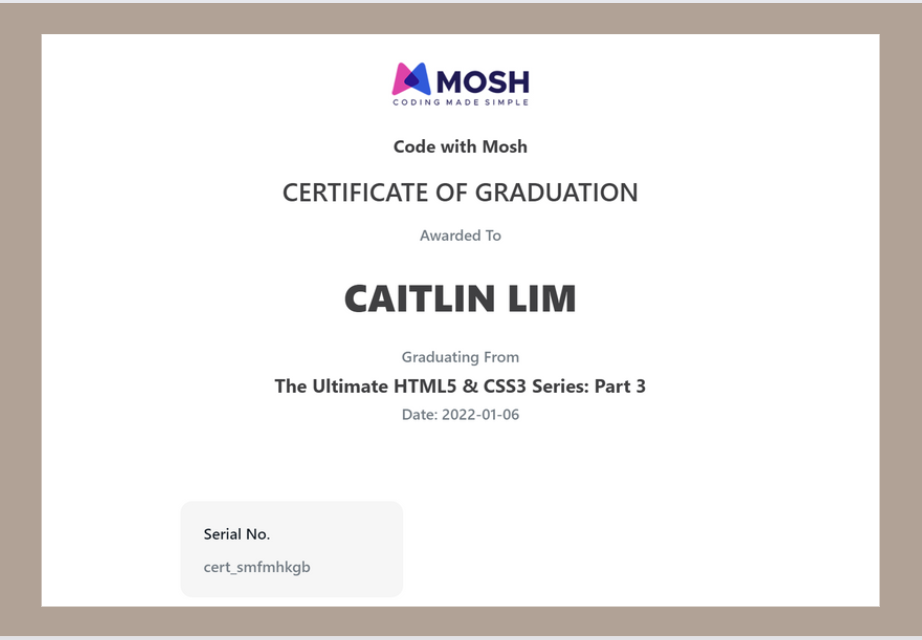 MOSH
CODING MADE SIMPLE
Code with Mosh
CERTIFICATE OF GRADUATION
Awarded To
CAITLIN LIM
Graduating From
The Ultimate HTML5 & CSS3 Series: Part 3
Date: 2022-01-06
Serial No.
cert_smfmhkgb